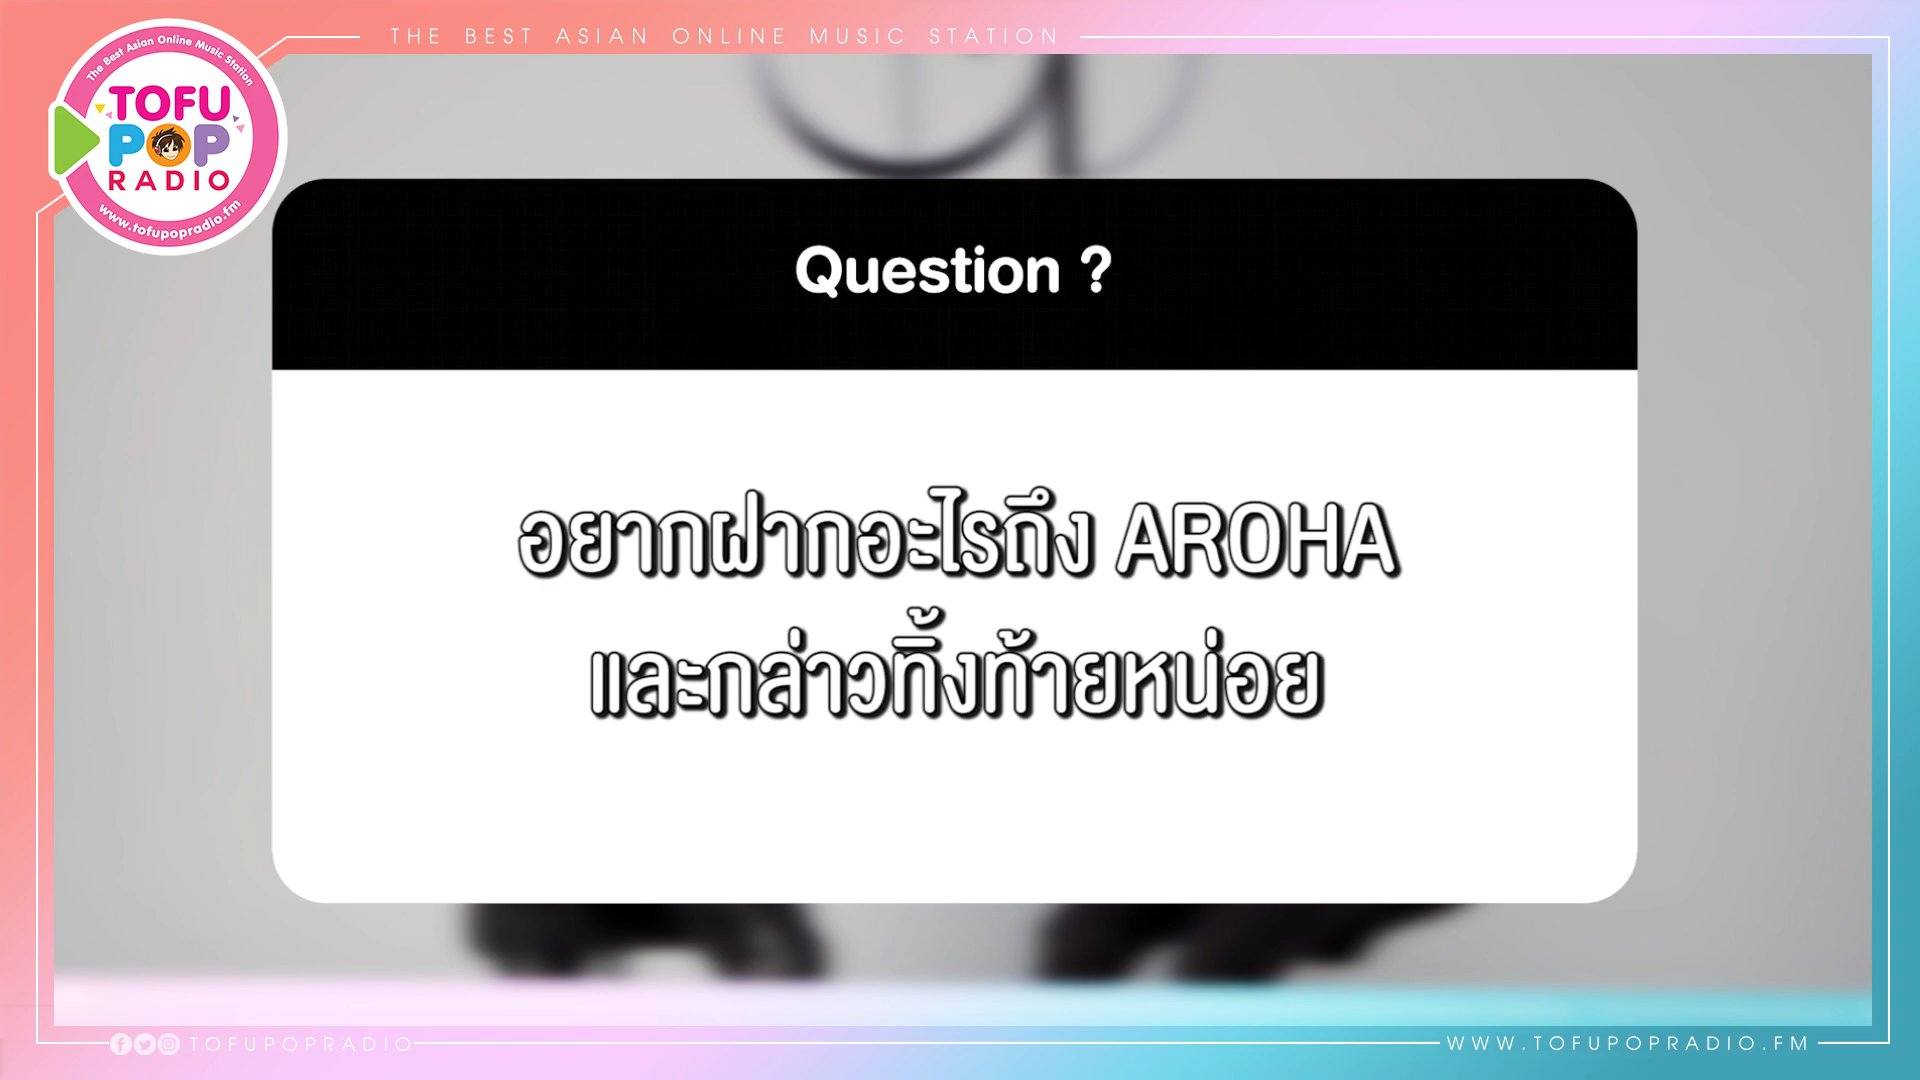 THE BEST ASIAN ONLINE MUSIC STATION
The Best Asian Online Music Station
TOFU
POP
RADIO
www.tofupopradio.fm
Question ?
อยากฝากอะไรถึง AROHA
และกล่าวทิ้งท้ายหน่อย
TOFUPOPRADIO
WWW.TOFUPOPRADIO.FM